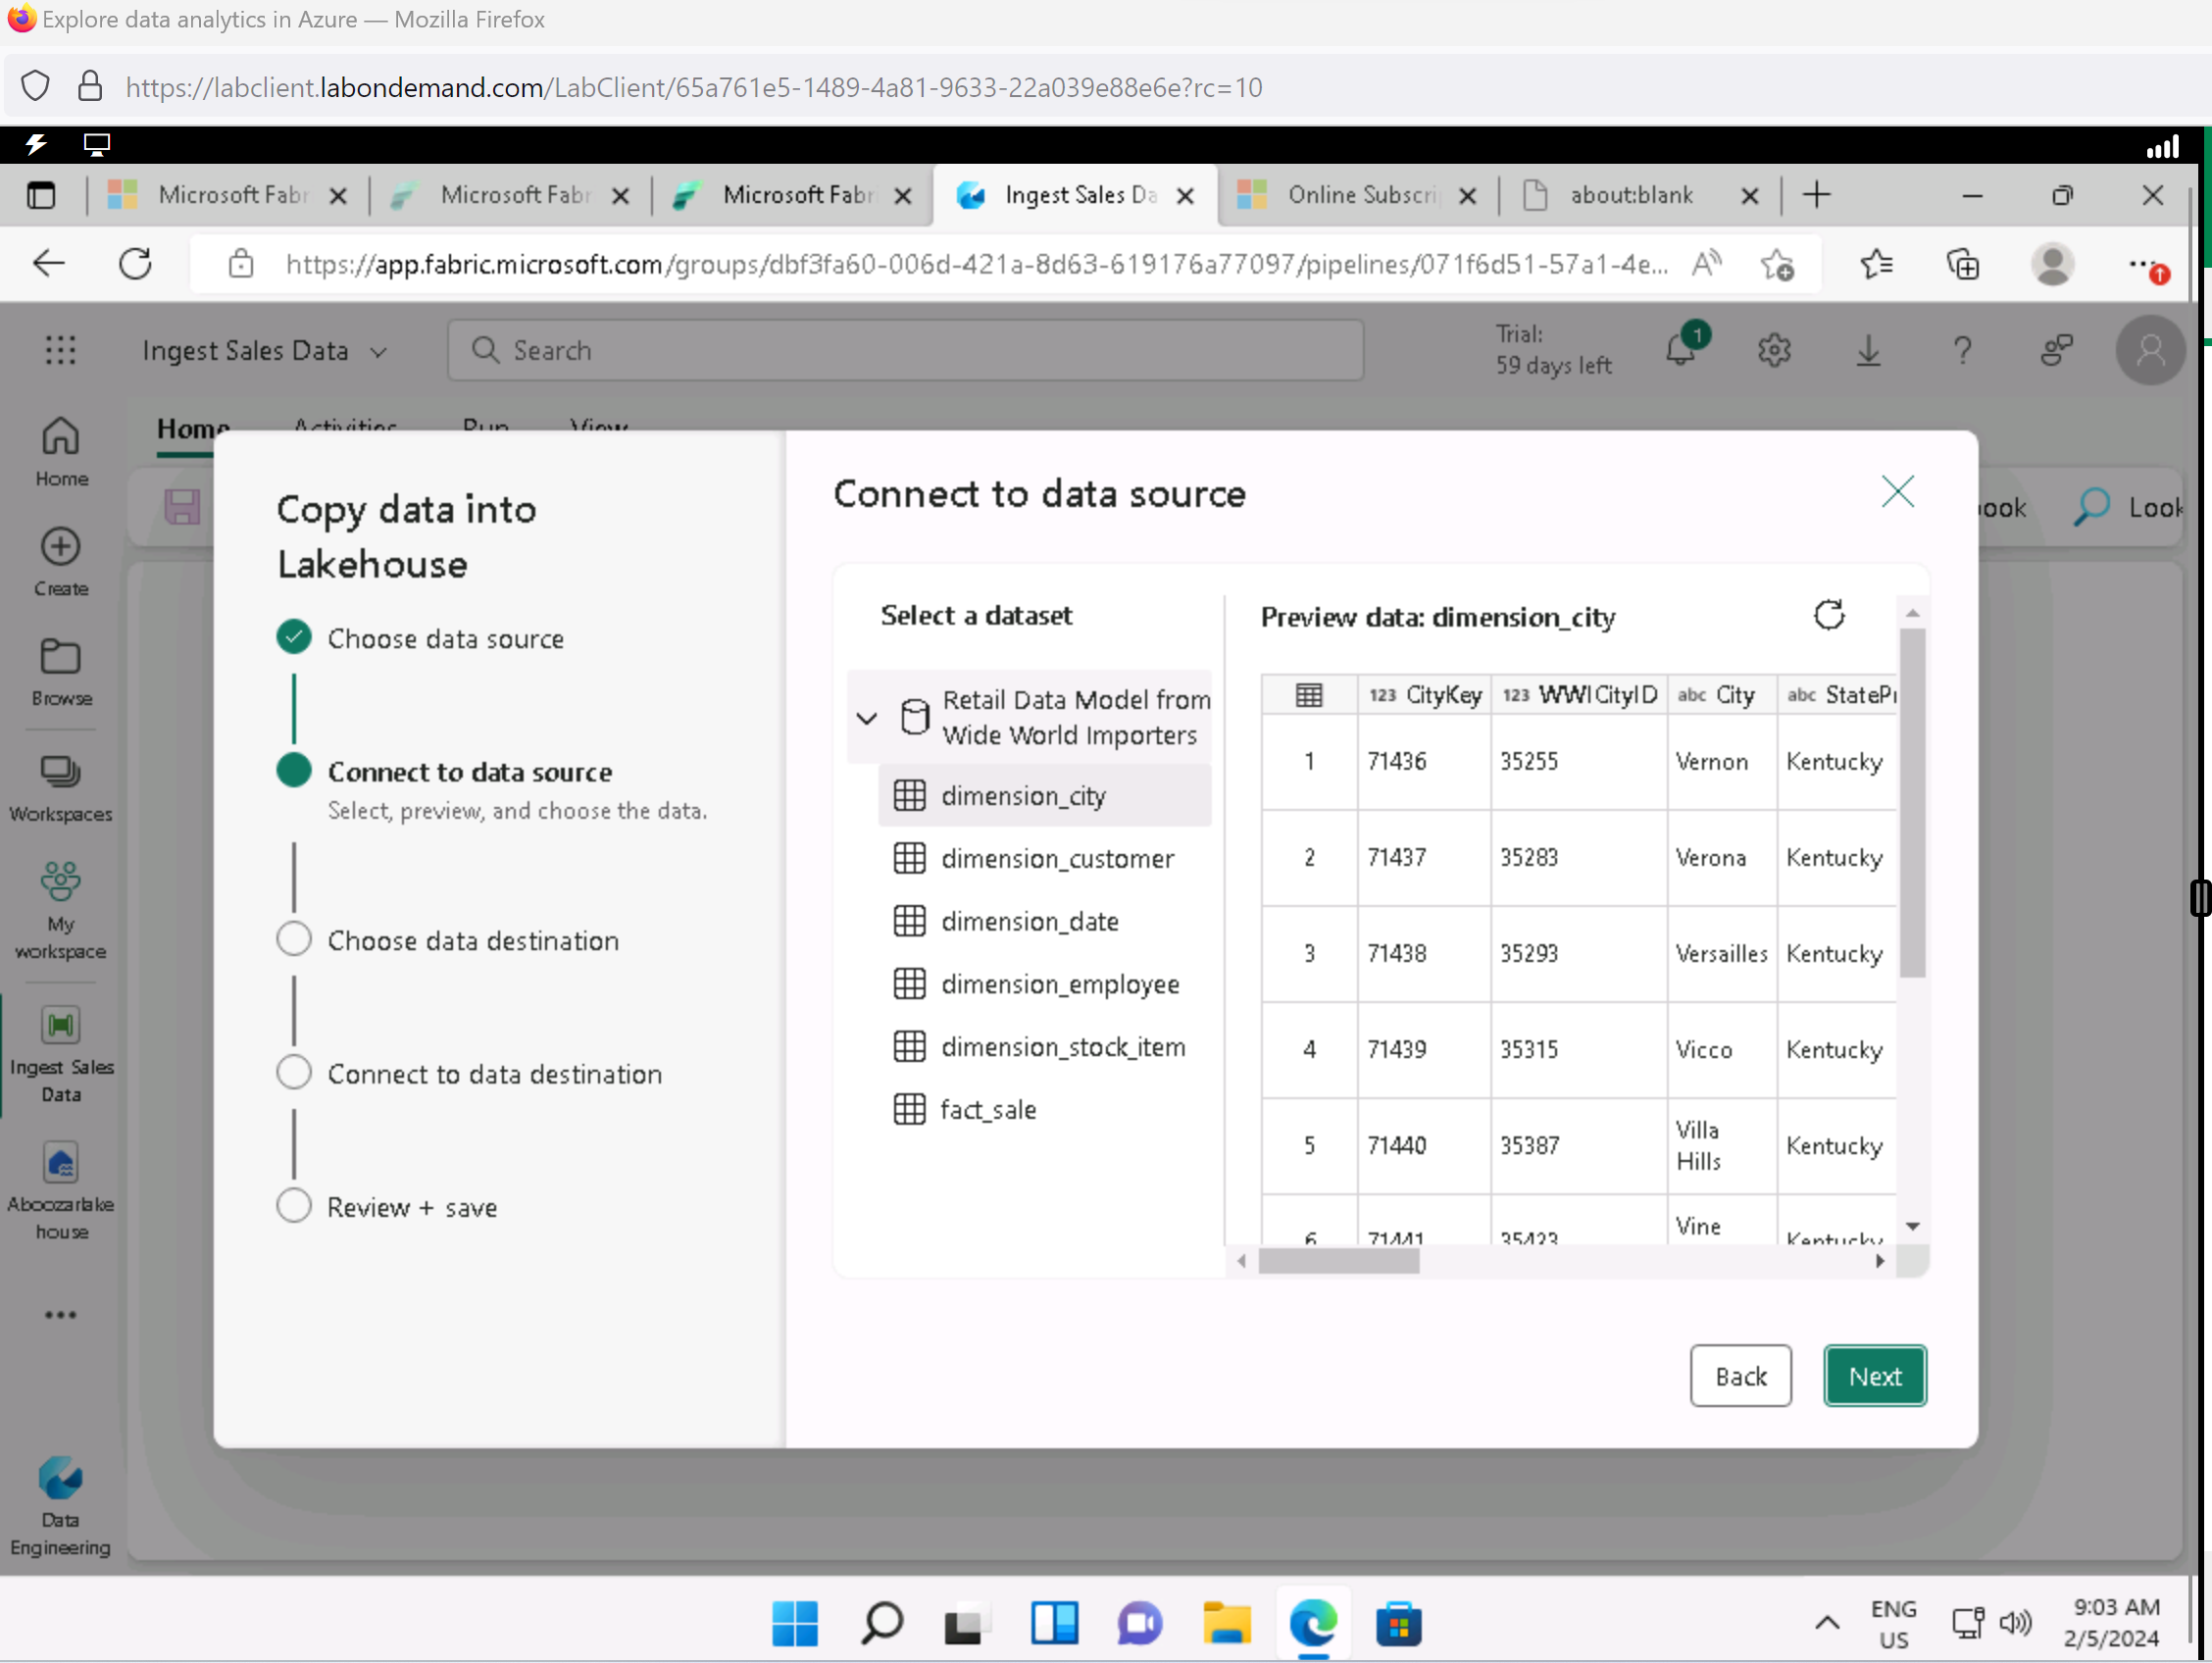 Explore data analytics in Azure — Mozilla Firefox
https://labclient.labondemand.com/LabClient/65a761e5-1489-4a81-9633-22a039e88e6e?rc=10
Microsoft Fabr
Microsoft Fabr
Microsoft Fabr
Ingest Sales Da
Online Subscri
about:blank
https://app.fabric.microsoft.com/groups/dbf3fa60-006d-421a-8d63-619176a77097/pipelines/071f6d51-57a1-4e...
Ingest Sales Data
Search
Trial:
59 days left
1
Home
Activities
Run
View
Home
Create
Browse
Workspaces
My
workspace
Ingest Sales
Data
Aboozarlake
house
Data
Engineering
ook
Look
Copy data into
Lakehouse
Choose data source
Connect to data source
Select, preview, and choose the data.
Choose data destination
Connect to data destination
Review + save
Connect to data source
Select a dataset
Retail Data Model from
Wide World Importers
dimension_city
dimension_customer
dimension_date
dimension_employee
dimension_stock_item
fact_sale
Preview data: dimension_city
123 CityKey 123 WWICityID abc City abc StatePr
1 71436 35255 Vernon Kentucky
2 71437 35283 Verona Kentucky
3 71438 35293 Versailles Kentucky
4 71439 35315 Vicco Kentucky
5 71440 35387 Villa Hills Kentucky
6 71441 35423 Vine Kentucky
Back
Next
ENG
US
9:03 AM
2/5/2024